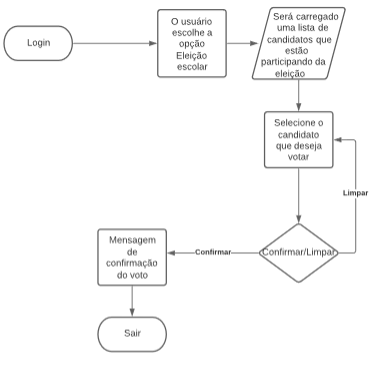 Login
O usuário
escolhe a
opção
Eleição
escolar
Será carregado
uma lista de
candidatos que
estão
participando da
eleição
Selecione o
candidato
que deseja
votar
Limpar
Confirmar/Limpar
Confirmar
Mensagem
de
confirmação
do voto
Sair